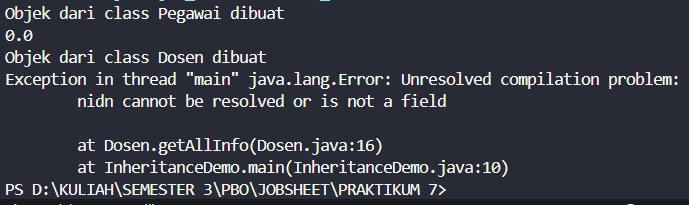 Objek dari class Pegawai dibuat
0.0
Objek dari class Dosen dibuat
Exception in thread "main" java.lang.Error: Unresolved compilation problem:
        nidn cannot be resolved or is not a field

        at Dosen.getAllInfo(Dosen.java:16)
        at InheritanceDemo.main(InheritanceDemo.java:10)
PS D:\KULIAH\SEMESTER 3\PBO\JOBSHEET\PRAKTIKUM 7>